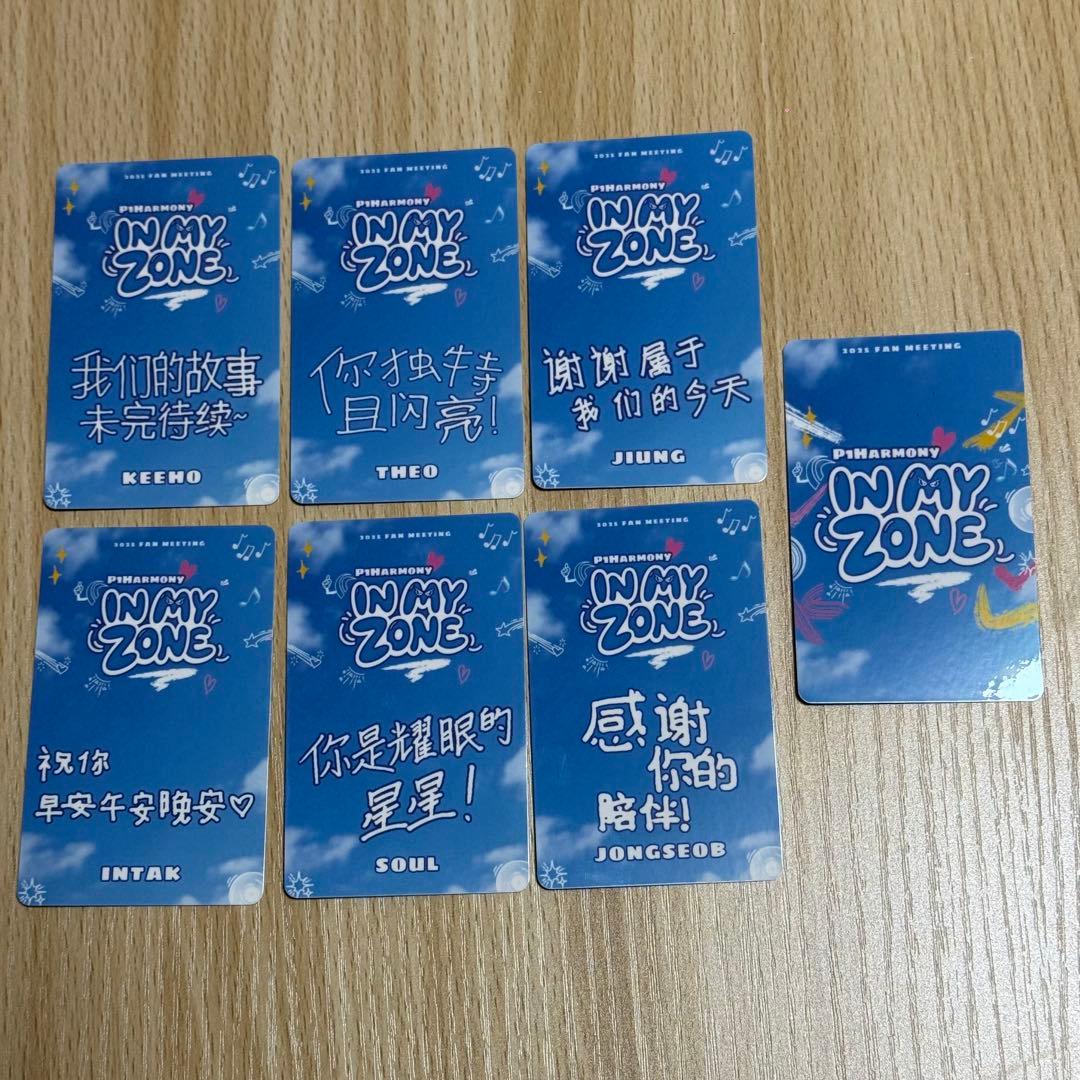 2025 FAN MEETING
P1HARMONY
IN MY
ZONE
我们的故事
未完待续~
KEEHO
2025 FAN MEETING
P1HARMONY
IN MY
ZONE
你独特
且闪亮!
THEO
2025 FAN MEETING
P1HARMONY
IN MY
ZONE
谢谢属于
我们的今天
JIUNG
2025 FAN MEETING
P1HARMONY
IN MY
ZONE
2025 FAN MEETING
P1HARMONY
IN MY
ZONE
祝你
早安午安晚安♡
INTAK
2025 FAN MEETING
P1HARMONY
IN MY
ZONE
你是耀眼的
星星!
SOUL
2025 FAN MEETING
P1HARMONY
IN MY
ZONE
感谢
你的
陪伴!
JONGSEOB